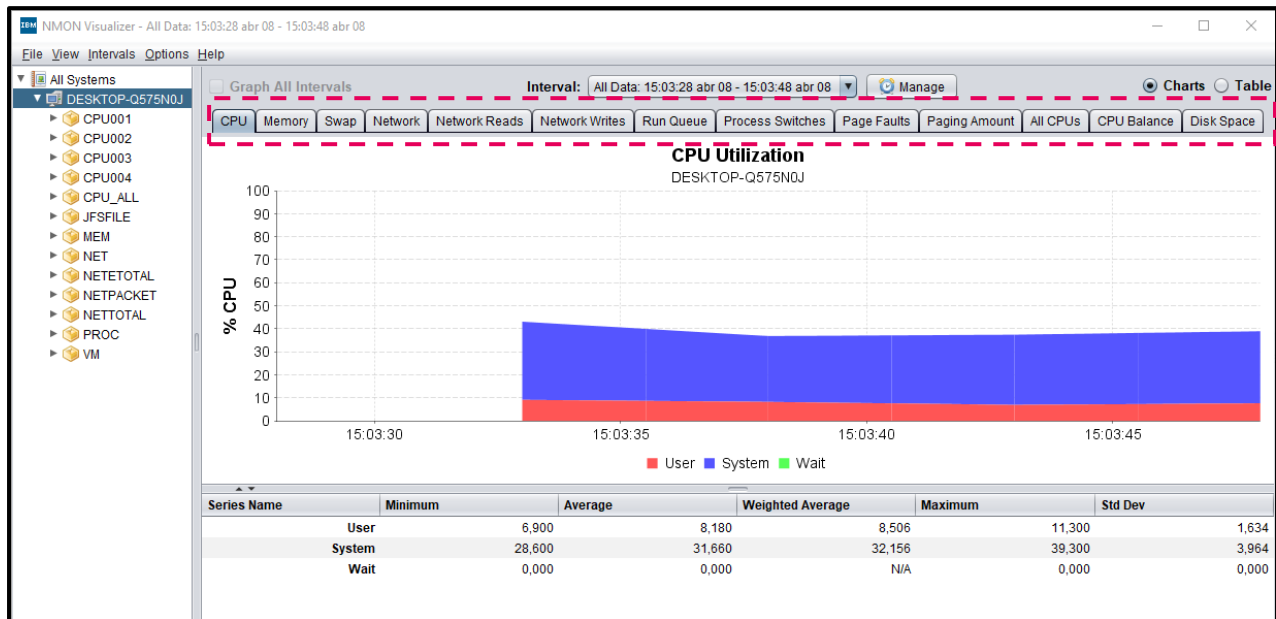 IBM NMON Visualizer - All Data: 15:03:28 abr 08 - 15:03:48 abr 08
File View Intervals Options Help
All Systems
DESKTOP-Q575N0J
CPU001
CPU002
CPU003
CPU004
CPU_ALL
JFSFILE
MEM
NET
NETETOTAL
NETPACKET
NETTOTAL
PROC
VM
Graph All Intervals Interval: All Data: 15:03:28 abr 08 - 15:03:48 abr 08 Manage Charts Table
CPU Memory Swap Network Network Reads Network Writes Run Queue Process Switches Page Faults Paging Amount All CPUs CPU Balance Disk Space
CPU Utilization
DESKTOP-Q575N0J
% CPU
100
90
80
70
60
50
40
30
20
10
0
15:03:30 15:03:35 15:03:40 15:03:45
User System Wait
Series Name Minimum Average Weighted Average Maximum Std Dev
User 6,900 8,180 8,506 11,300 1,634
System 28,600 31,660 32,156 39,300 3,964
Wait 0,000 0,000 N/A 0,000 0,000